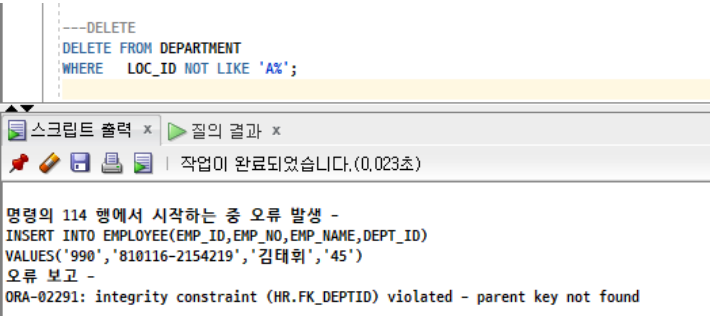 ---DELETE
DELETE FROM DEPARTMENT
WHERE   LOC_ID NOT LIKE 'A%';
스크립트 출력 x 질의 결과 x
작업이 완료되었습니다.(0.023초)
명령의 114 행에서 시작하는 중 오류 발생 -
INSERT INTO EMPLOYEE(EMP_ID,EMP_NO,EMP_NAME,DEPT_ID)
VALUES('990','810116-2154219','김태휘','45')
오류 보고 -
ORA-02291: integrity constraint (HR.FK_DEPTID) violated - parent key not found